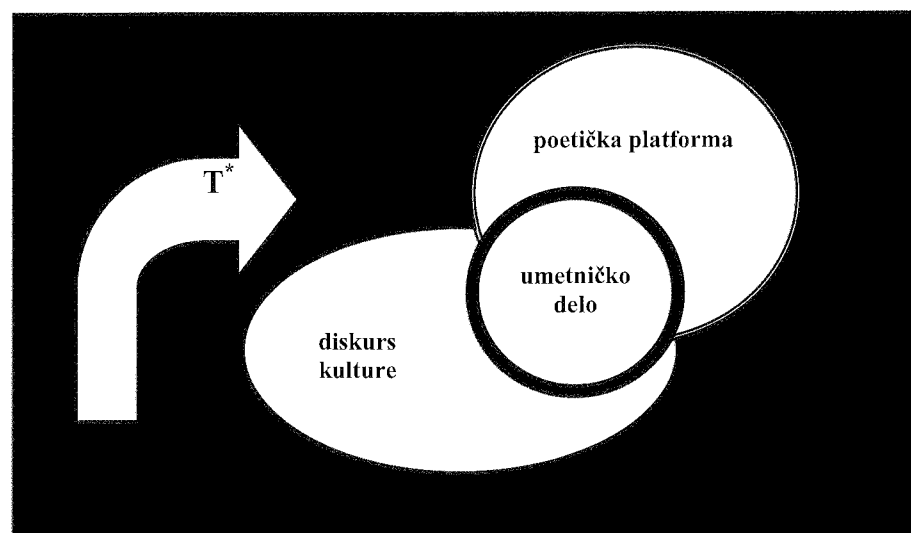 T*
poetička platforma
umetničko
delo
diskurs
kulture